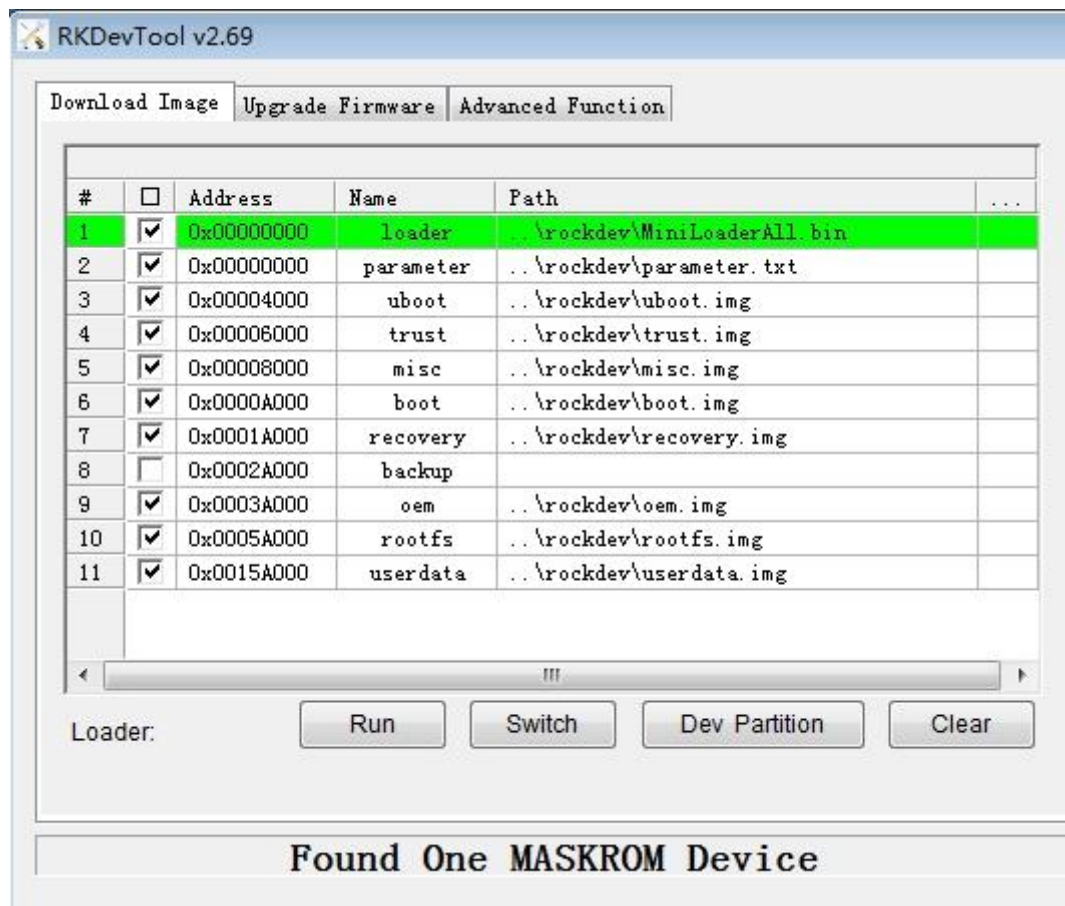 RKDevTool v2.69
Download Image Upgrade Firmware Advanced Function
# Address Name Path ...
1 0x00000000 loader ..\rockdev\MiniLoaderAll.bin
2 0x00000000 parameter ..\rockdev\parameter.txt
3 0x00004000 uboot ..\rockdev\uboot.img
4 0x00006000 trust ..\rockdev\trust.img
5 0x00008000 misc ..\rockdev\misc.img
6 0x0000A000 boot ..\rockdev\boot.img
7 0x0001A000 recovery ..\rockdev\recovery.img
8 0x0002A000 backup
9 0x0003A000 oem ..\rockdev\oem.img
10 0x0005A000 rootfs ..\rockdev\rootfs.img
11 0x0015A000 userdata ..\rockdev\userdata.img
Loader: Run Switch Dev Partition Clear
Found One MASKROM Device